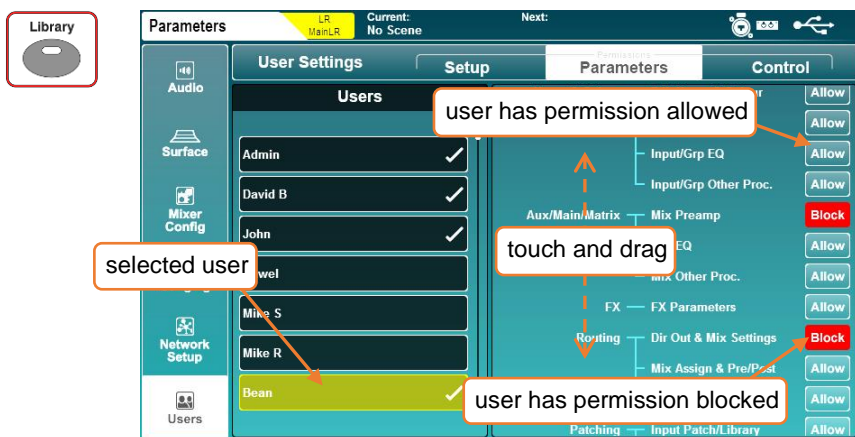 Library
Parameters
LR
MainLR
Current:
No Scene
Next:
User Settings
Setup
Permissions
Parameters
Control
Audio
Surface
Mixer
Config
Network
Setup
Users
Users
Admin
David B
John
Mike S
Mike R
Bean
Allow
Allow
Input/Grp EQ Allow
Input/Grp Other Proc. Allow
Aux/Main/Matrix Mix Preamp Block
EQ Allow
Mix Other Proc. Allow
FX FX Parameters Allow
Routing Dir Out & Mix Settings Block
Mix Assign & Pre/Post Allow
Allow
Patching Input Patch/Library Allow
user has permission allowed
touch and drag
selected user
user has permission blocked